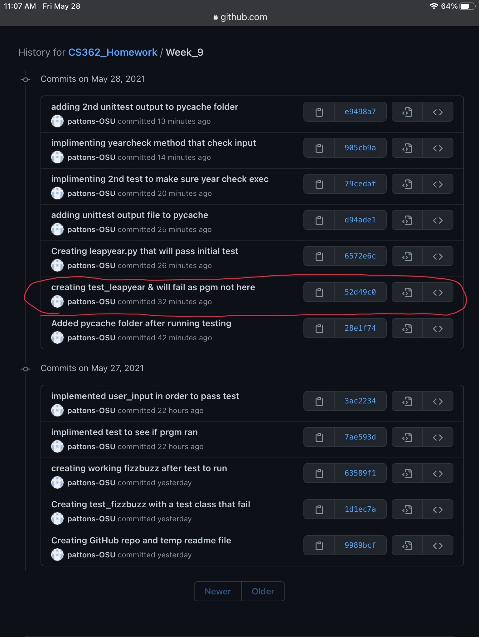 11:07 AM Fri May 28 64%
github.com
History for CS362_Homework / Week_9
Commits on May 28, 2021
adding 2nd unittest output to pycache folder
pattons-OSU committed 13 minutes ago
e9498a7
implimenting yearcheck method that check input
pattons-OSU committed 14 minutes ago
905cb9a
implimenting 2nd test to make sure year check exec
pattons-OSU committed 20 minutes ago
79cedaf
adding unittest output file to pycache
pattons-OSU committed 25 minutes ago
d94ade1
Creating leapyear.py that will pass initial test
pattons-OSU committed 26 minutes ago
6572e6c
creating test_leapyear & will fail as pgm not here
pattons-OSU committed 32 minutes ago
52d49c0
Added pycache folder after running testing
pattons-OSU committed 42 minutes ago
28e1f74
Commits on May 27, 2021
implemented user_input in order to pass test
pattons-OSU committed 22 hours ago
3ac2234
implimented test to see if prgm ran
pattons-OSU committed 22 hours ago
7ae593d
creating working fizzbuzz after test to run
pattons-OSU committed yesterday
63589f1
Creating test_fizzbuzz with a test class that fail
pattons-OSU committed yesterday
1d1ec7a
Creating GitHub repo and temp readme file
pattons-OSU committed yesterday
9989bcf
Newer Older